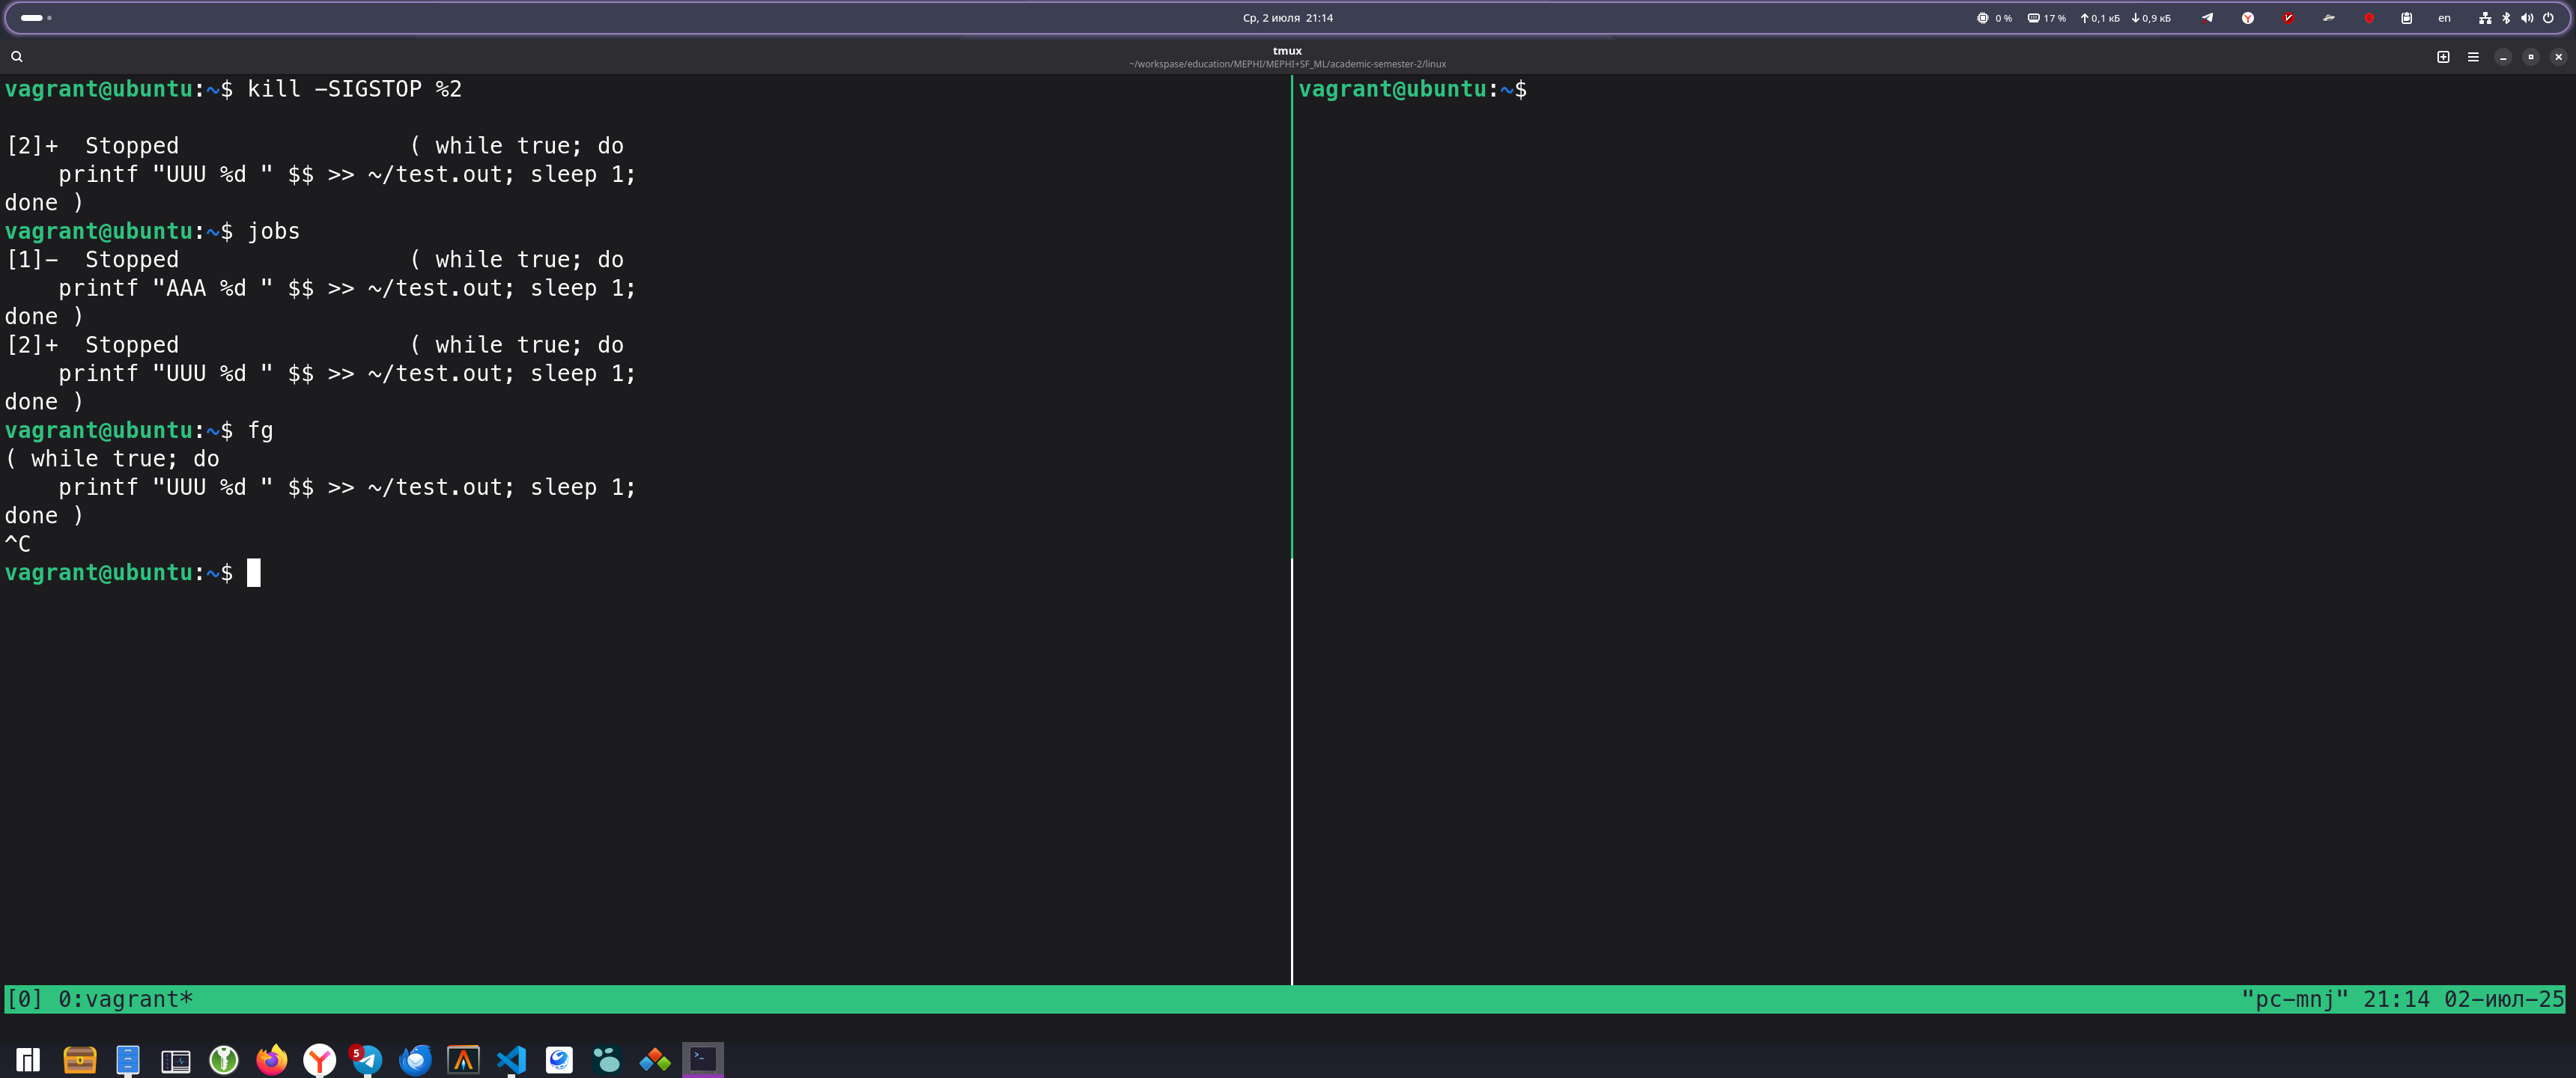 Ср, 2 июля 21:14
0 % 17 % 0,1 кБ 0,9 кБ en
tmux
~/workspase/education/MEPHI/MEPHI+SF_ML/academic-semester-2/linux
vagrant@ubuntu:~$ kill -SIGSTOP %2
[2]+  Stopped                 ( while true; do
    printf "UUU %d " $$ >> ~/test.out; sleep 1;
done )
vagrant@ubuntu:~$ jobs
[1]-  Stopped                 ( while true; do
    printf "AAA %d " $$ >> ~/test.out; sleep 1;
done )
[2]+  Stopped                 ( while true; do
    printf "UUU %d " $$ >> ~/test.out; sleep 1;
done )
vagrant@ubuntu:~$ fg
( while true; do
    printf "UUU %d " $$ >> ~/test.out; sleep 1;
done )
^C
vagrant@ubuntu:~$
vagrant@ubuntu:~$
[0] 0:vagrant* "pc-mnj" 21:14 02-июл-25
5